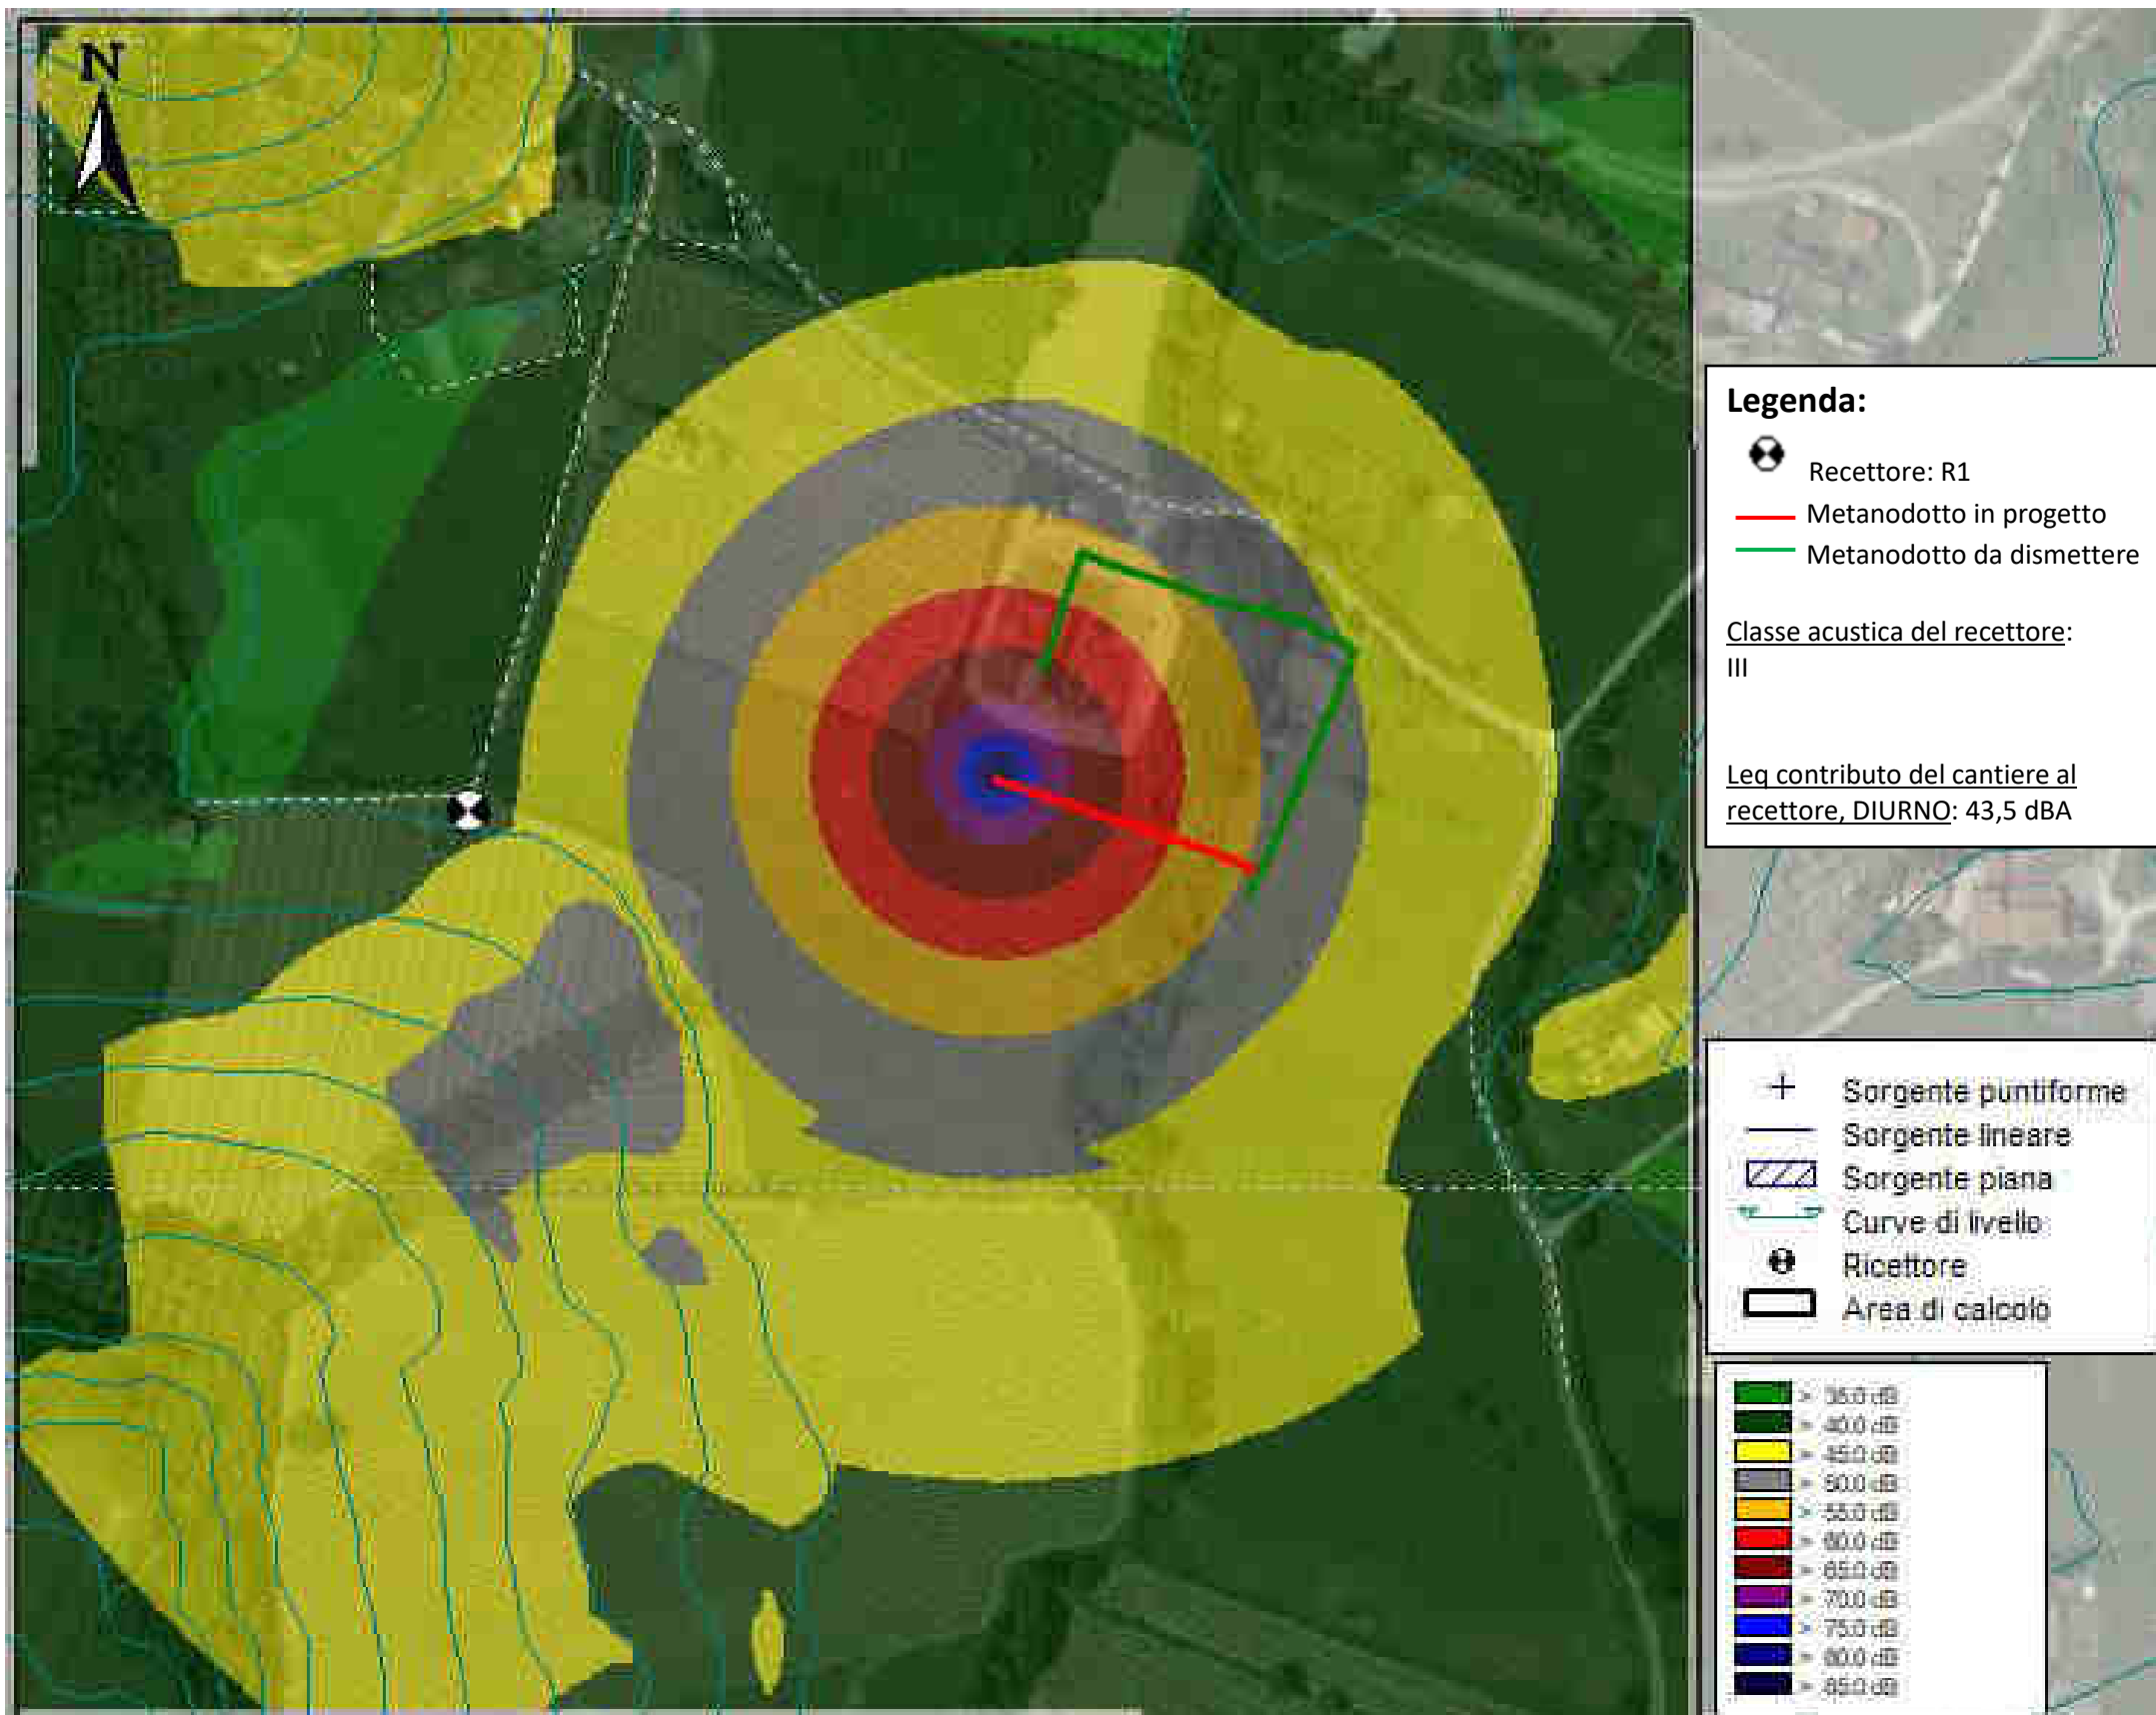 N
Legenda:
Recettore: R1
Metanodotto in progetto
Metanodotto da dismettere
Classe acustica del recettore:
III
Leq contributo del cantiere al
recettore, DIURNO: 43,5 dBA
Sorgente puntiforme
Sorgente lineare
Sorgente piana
Curve di livello
Ricettore
Area di calcolo
> 35.0 dB
> 40.0 dB
> 45.0 dB
> 50.0 dB
> 55.0 dB
> 60.0 dB
> 65.0 dB
> 70.0 dB
> 75.0 dB
> 80.0 dB
> 85.0 dB